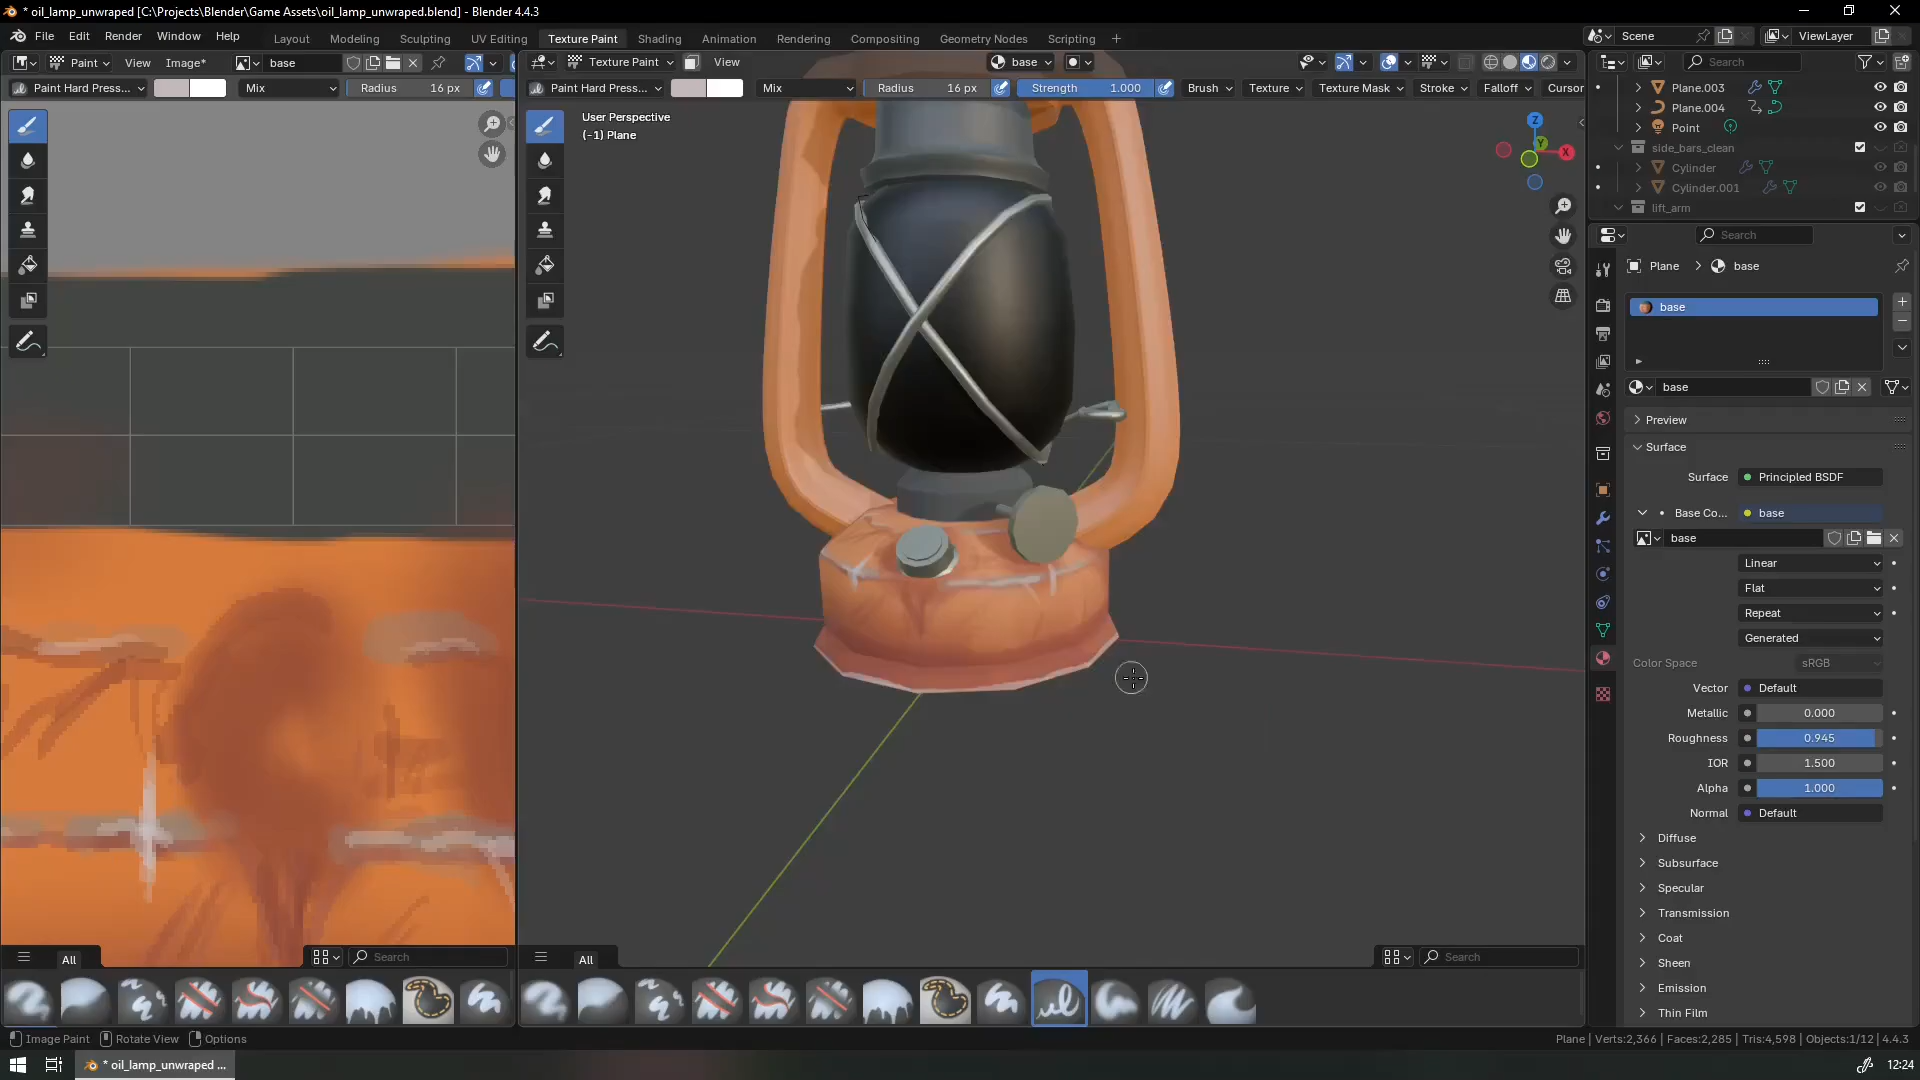 * oil_lamp_unwraped [C:\Projects\Blender\Game Assets\oil_lamp_unwraped.blend] - Blender 4.4.3
File Edit Render Window Help
Layout Modeling Sculpting UV Editing Texture Paint Shading Animation Rendering Compositing Geometry Nodes Scripting +
Scene ViewLayer
Paint View Image* base
Texture Paint View base
Search
Paint Hard Press... Mix Radius 16 px
Paint Hard Press... Mix Radius 16 px Strength 1.000 Brush Texture Texture Mask Stroke Falloff Cursor
User Perspective
(-1) Plane
Z
Y
X
Plane.003
Plane.004
Point
side_bars_clean
Cylinder
Cylinder.001
lift_arm
Search
Plane > base
base
base
Preview
Surface
Surface Principled BSDF
Base Co... base
base
Linear
Flat
Repeat
Generated
Color Space sRGB
Vector Default
Metallic 0.000
Roughness 0.945
IOR 1.500
Alpha 1.000
Normal Default
Diffuse
Subsurface
Specular
Transmission
Coat
Sheen
Emission
Thin Film
All Search
All Search
Image Paint Rotate View Options
Plane | Verts:2,366 | Faces:2,285 | Tris:4,598 | Objects:1/12 | 4.4.3
* oil_lamp_unwraped ...
12:24